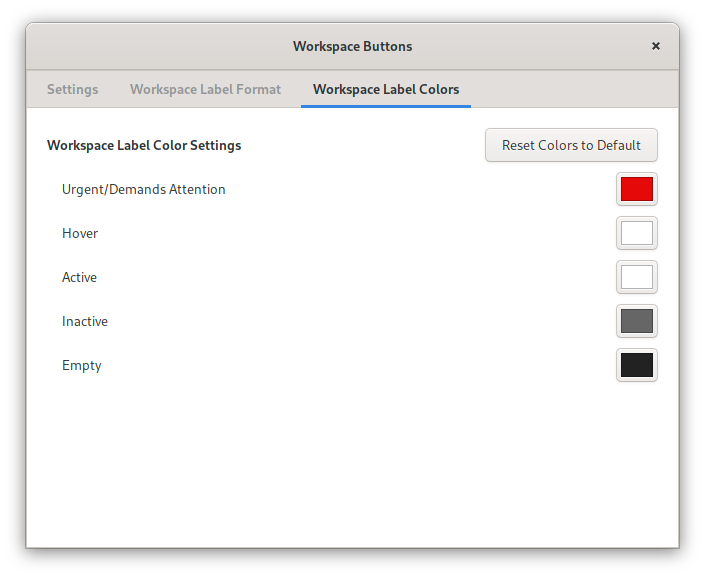 Workspace Buttons
Settings
Workspace Label Format
Workspace Label Colors
Workspace Label Color Settings
Reset Colors to Default
Urgent/Demands Attention
Hover
Active
Inactive
Empty